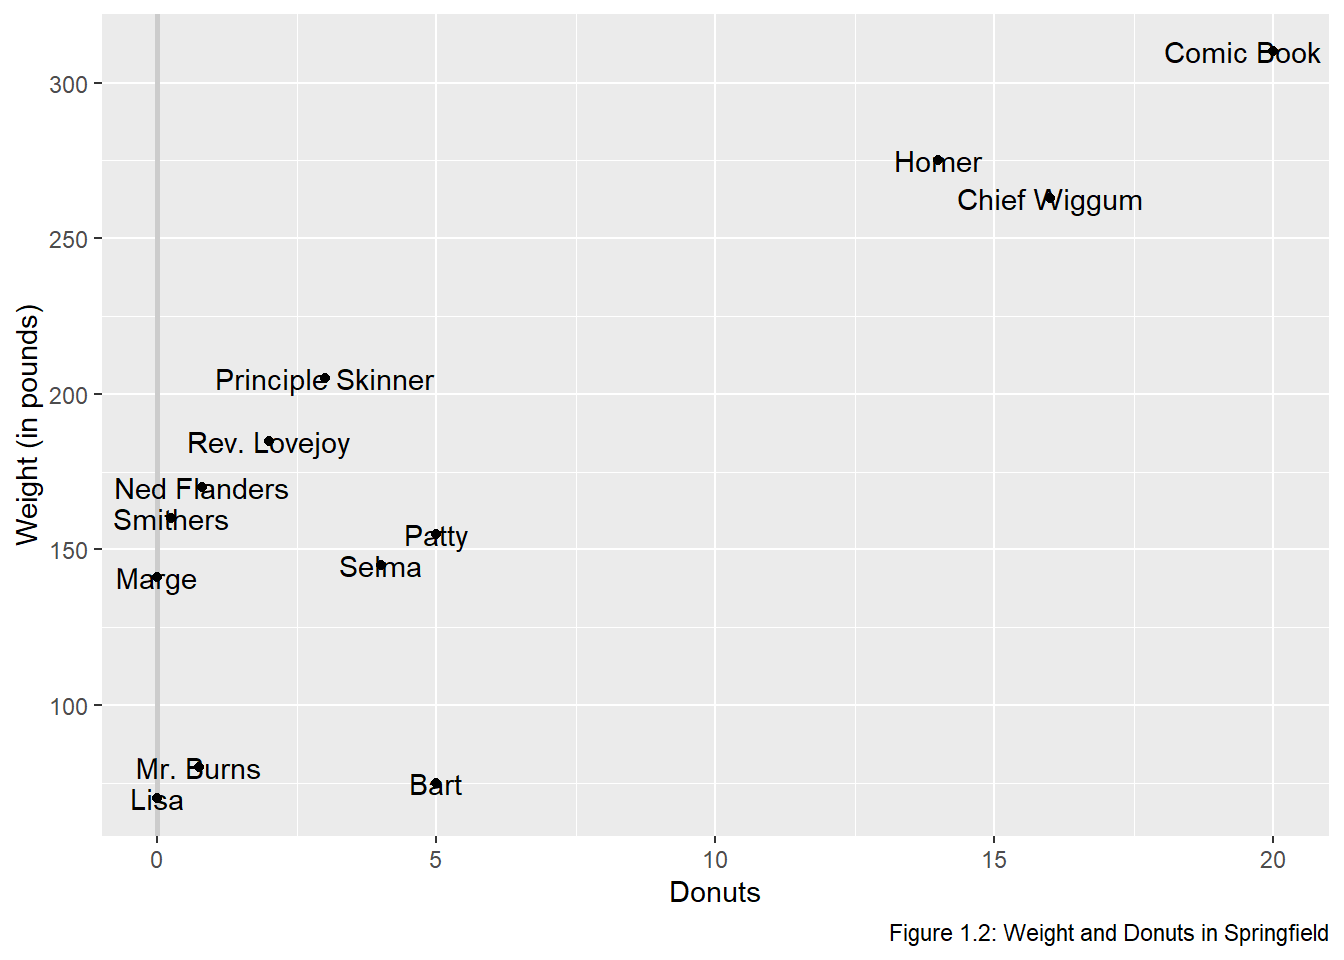 Comic Book
300
Homer
Chief Wiggum
250
Weight (in pounds)
Principle Skinner
200
Rev. Lovejoy
Ned Flanders
Smithers
Patty
150
Selma
Marge
100
Mr. Burns
Bart
Lisa
0 5 10 15 20
Donuts
Figure 1.2: Weight and Donuts in Springfield